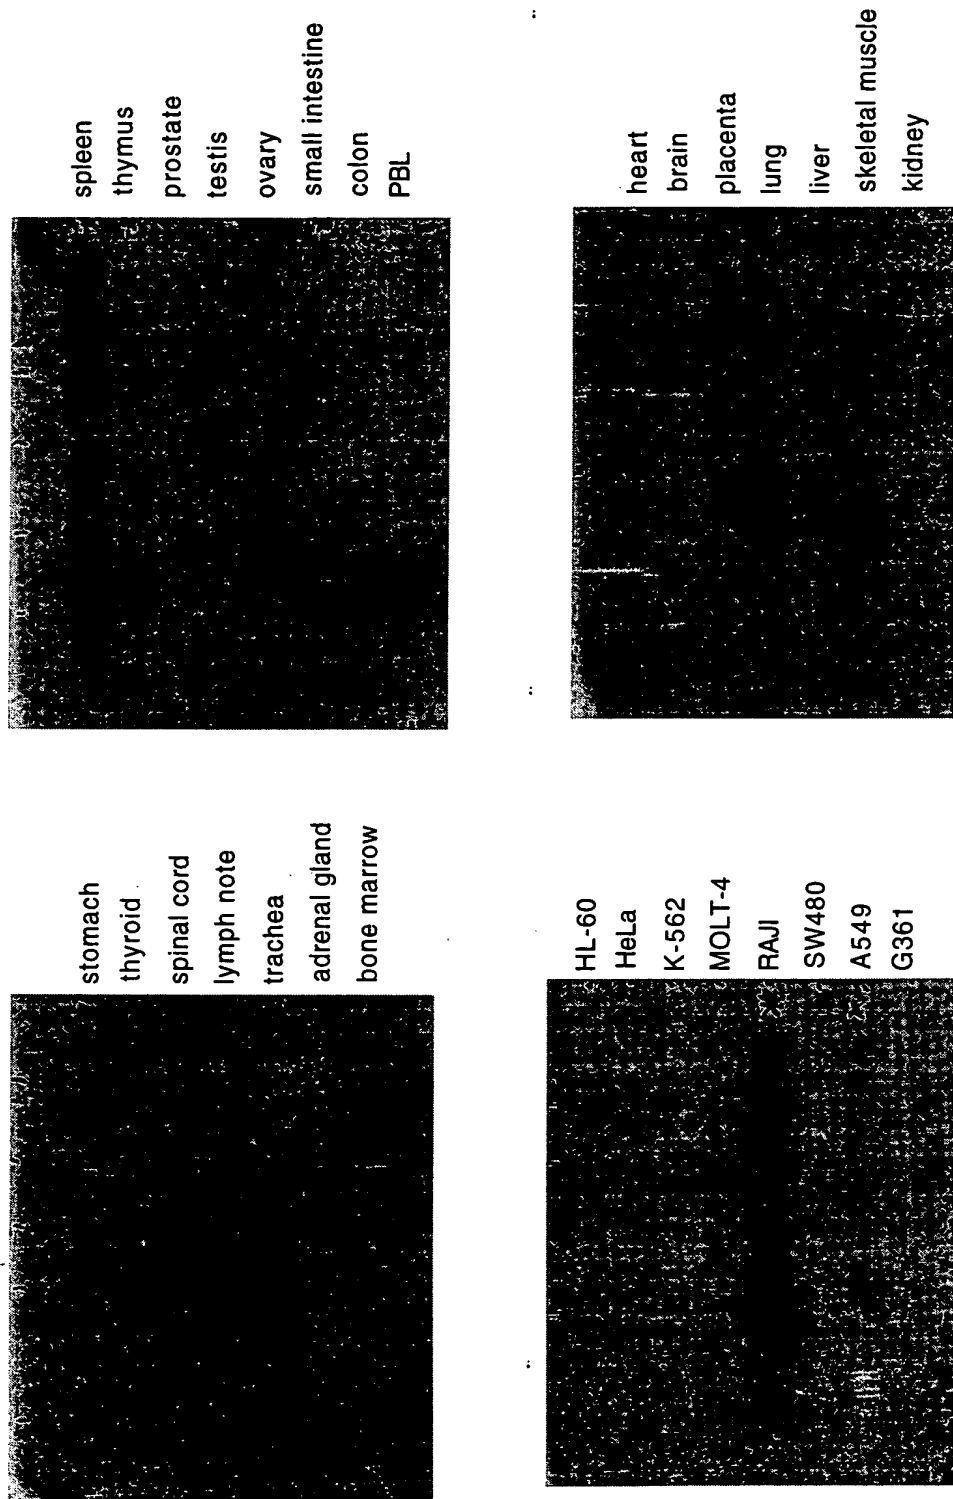 spleen
thymus
prostate
testis
ovary
small intestine
colon
PBL
heart
brain
placenta
lung
liver
skeletal muscle
kidney
stomach
thyroid
spinal cord
lymph note
trachea
adrenal gland
bone marrow
HL-60
HeLa
K-562
MOLT-4
RAJI
SW480
A549
G361